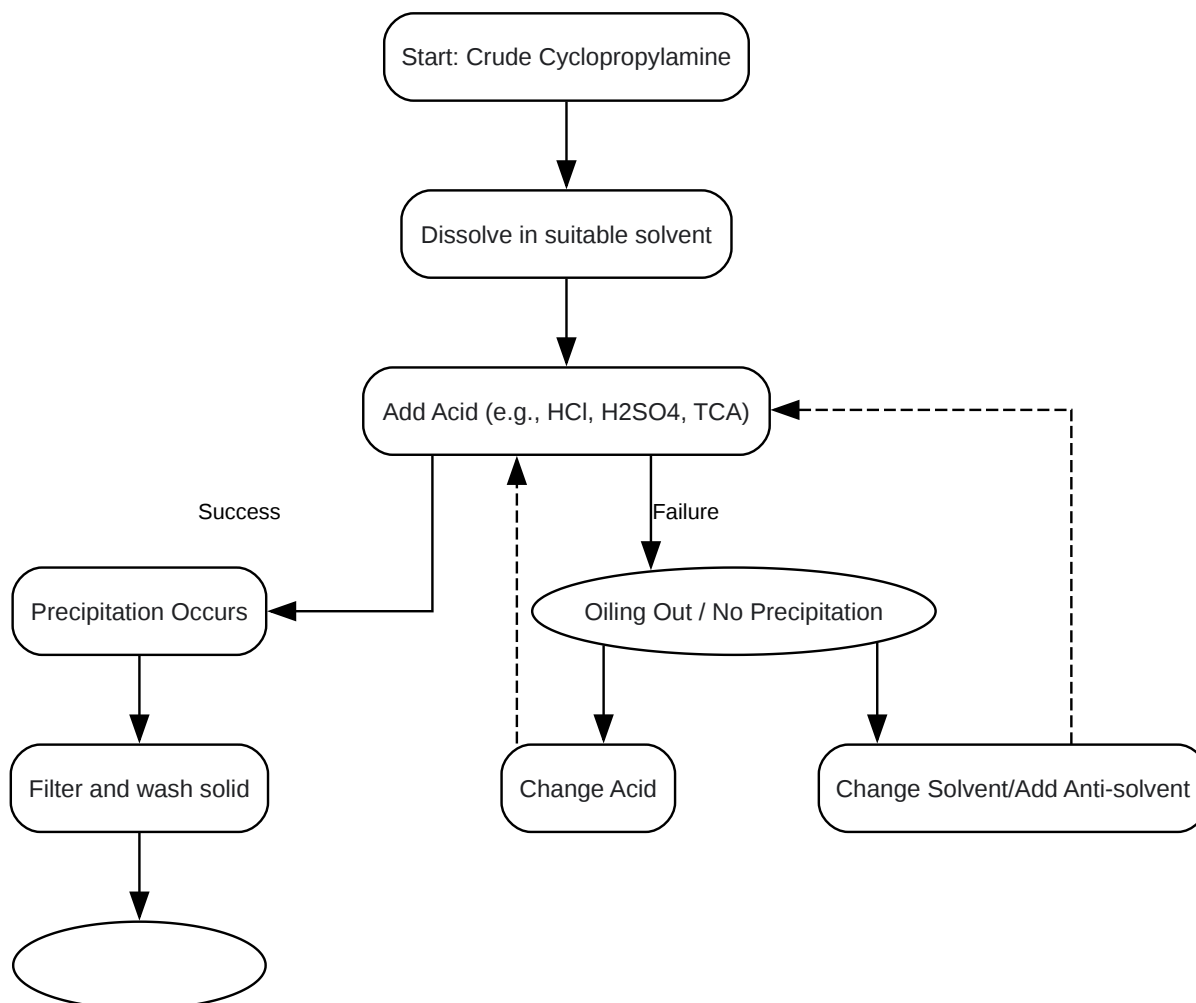 Start: Crude Cyclopropylamine
Dissolve in suitable solvent
Add Acid (e.g., HCl, H2SO4, TCA)
Success
Failure
Precipitation Occurs
Oiling Out / No Precipitation
Filter and wash solid
Change Acid
Change Solvent/Add Anti-solvent